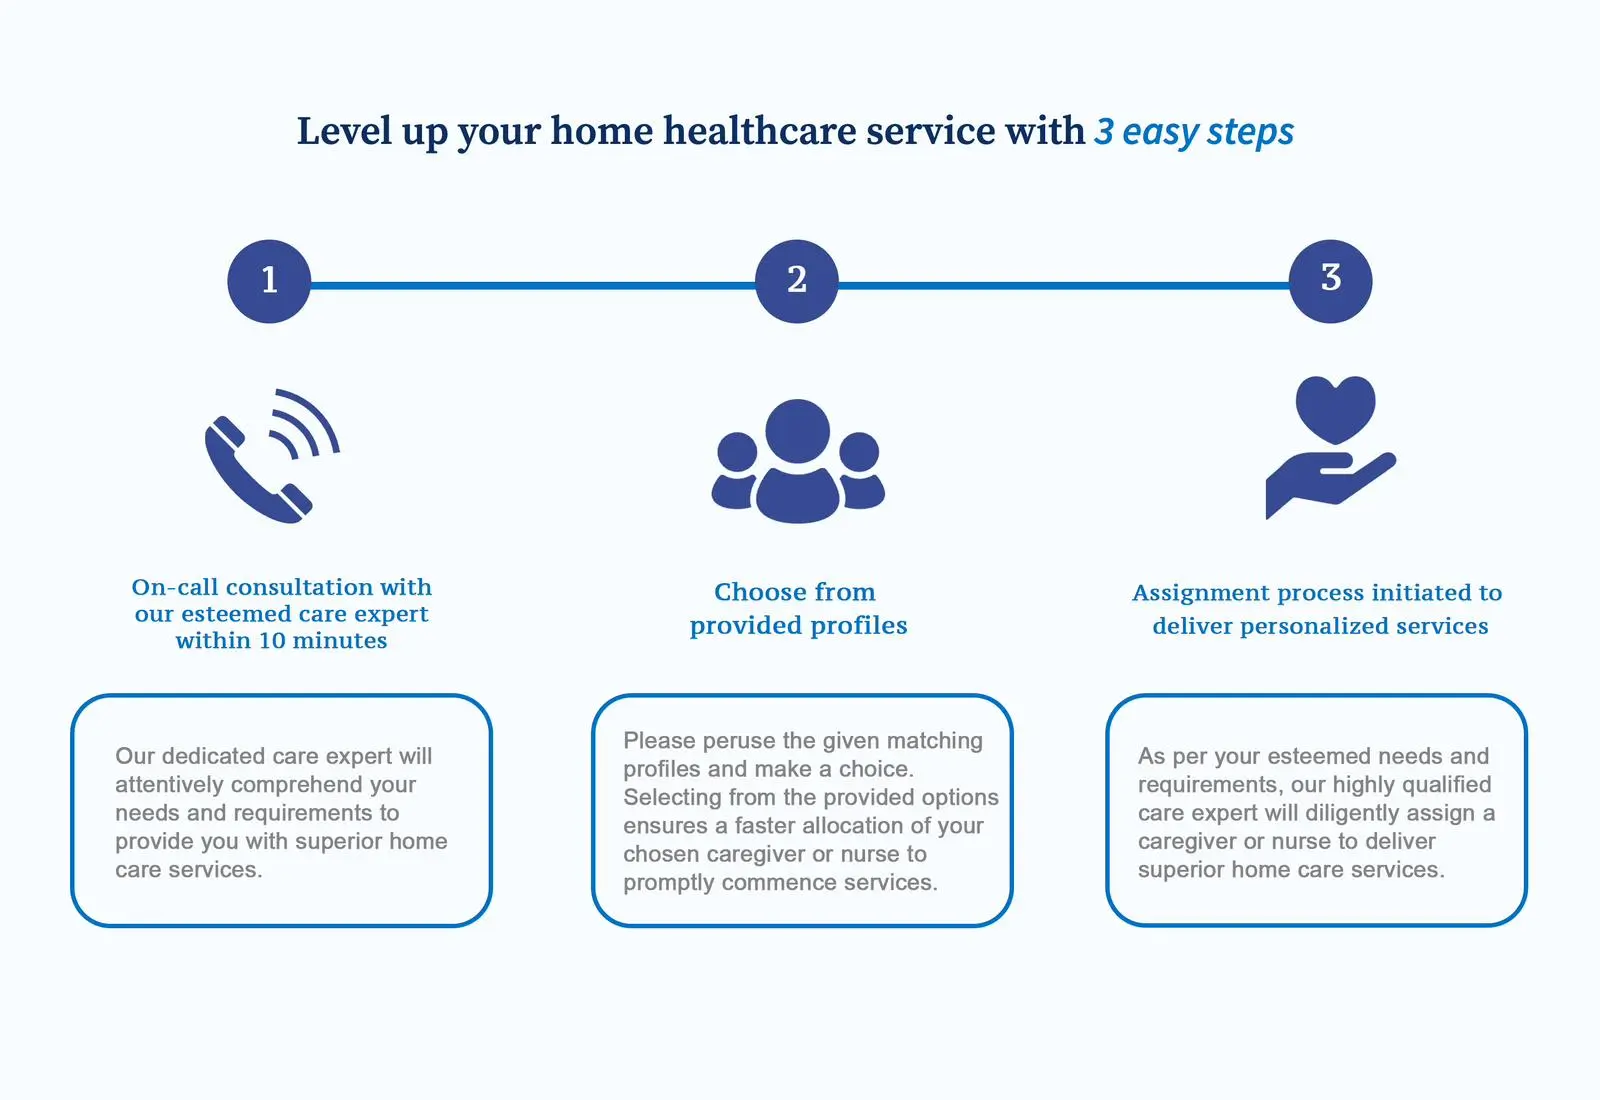 Level up your home healthcare service with 3 easy steps
1
2
3
On-call consultation with
our esteemed care expert
within 10 minutes
Choose from
provided profiles
Assignment process initiated to
deliver personalized services
Our dedicated care expert will
attentively comprehend your
needs and requirements to
provide you with superior home
care services.
Please peruse the given matching
profiles and make a choice.
Selecting from the provided options
ensures a faster allocation of your
chosen caregiver or nurse to
promptly commence services.
As per your esteemed needs and
requirements, our highly qualified
care expert will diligently assign a
caregiver or nurse to deliver
superior home care services.